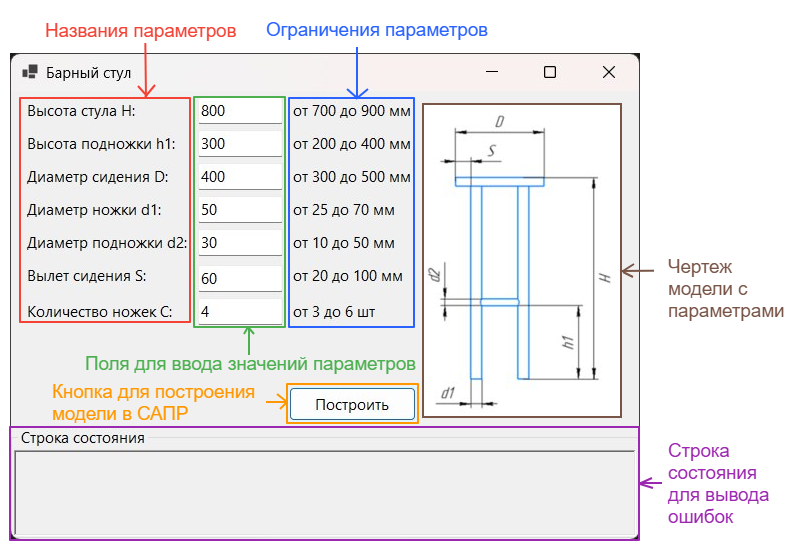 Названия параметров
Ограничения параметров
Барный стул
Высота стула H: 800 от 700 до 900 мм
Высота подножки h1: 300 от 200 до 400 мм
Диаметр сидения D: 400 от 300 до 500 мм
Диаметр ножки d1: 50 от 25 до 70 мм
Диаметр подножки d2: 30 от 10 до 50 мм
Вылет сидения S: 60 от 20 до 100 мм
Количество ножек C: 4 от 3 до 6 шт
D
S
d2
H
h1
d1
Чертеж
модели с
параметрами
Поля для ввода значений параметров
Кнопка для построения
модели в САПР
Построить
Строка состояния
Строка
состояния
для вывода
ошибок